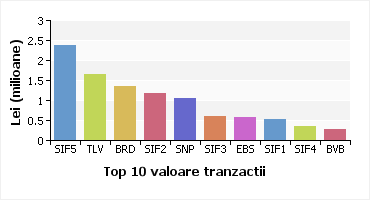 3
2.5
2
1.5
1
0.5
0
Lei (milioane)
SIF5 TLV BRD SIF2 SNP SIF3 EBS SIF1 SIF4 BVB
Top 10 valoare tranzactii